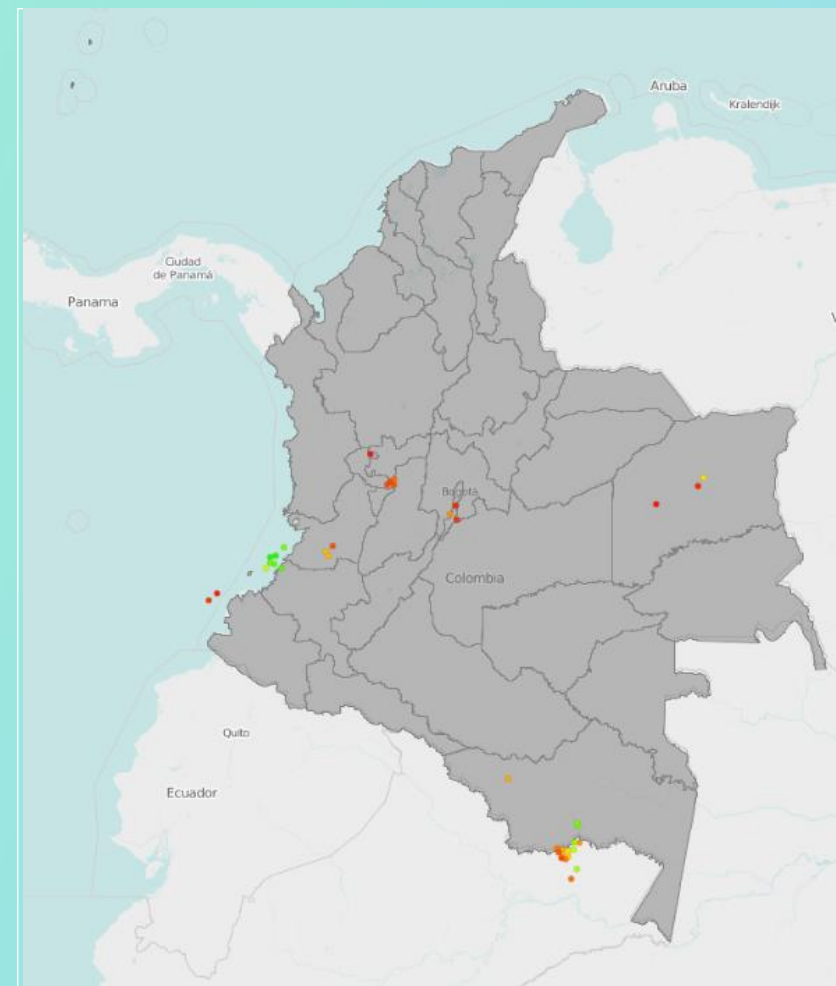 Aruba
Kralendijk
Ciudad
de Panamá
Panama
Bogotá
Colombia
Quito
Ecuador